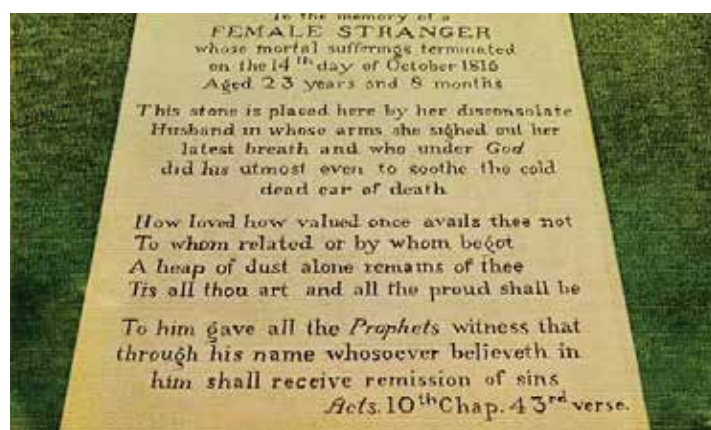 To the memory of a
FEMALE STRANGER
whose mortal sufferings terminated
on the 14th day of October 1816
Aged 23 years and 8 months
This stone is placed here by her disconsolate
Husband in whose arms she sighed out her
latest breath and who under God
did his utmost even to soothe the cold
dead ear of death
How loved how valued once avails thee not
To whom related or by whom begot
A heap of dust alone remains of thee
Tis all thou art and all the proud shall be
To him gave all the Prophets witness that
through his name whosoever believeth in
him shall receive remission of sins
Acts. 10th Chap. 43rd verse.